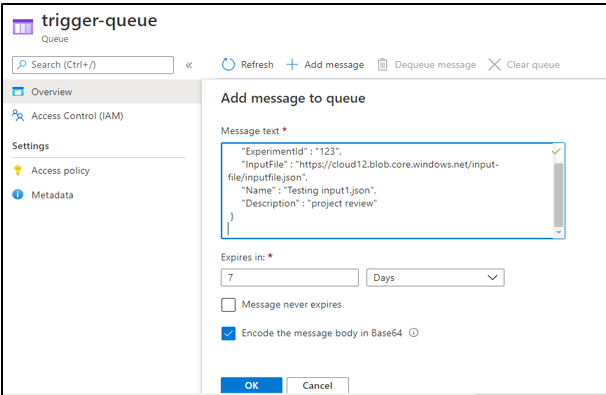 trigger-queue
Queue
Search (Ctrl+/)
«
Refresh
Add message
Dequeue message
Clear queue
Overview
Access Control (IAM)
Settings
Access policy
Metadata
Add message to queue
Message text *
"ExperimentId" : "123",
"InputFile" : "https://cloud12.blob.core.windows.net/input-
file/inputfile.json",
"Name" : "Testing input1.json",
"Description" : "project review"
}
Expires in: *
7
Days
Message never expires
Encode the message body in Base64
OK
Cancel